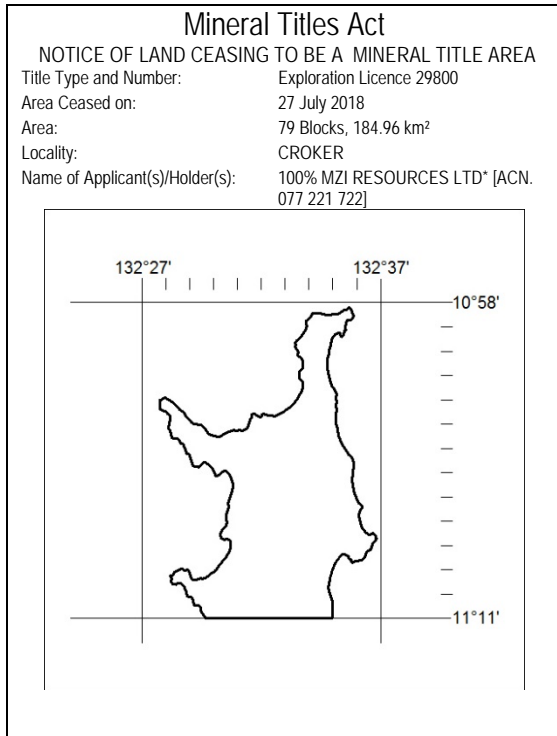 Mineral Titles Act
NOTICE OF LAND CEASING TO BE A MINERAL TITLE AREA
Title Type and Number: Exploration Licence 29800
Area Ceased on: 27 July 2018
Area: 79 Blocks, 184.96 km²
Locality: CROKER
Name of Applicant(s)/Holder(s): 100% MZI RESOURCES LTD* [ACN.
077 221 722]
132°27' 132°37'
10°58'
11°11'